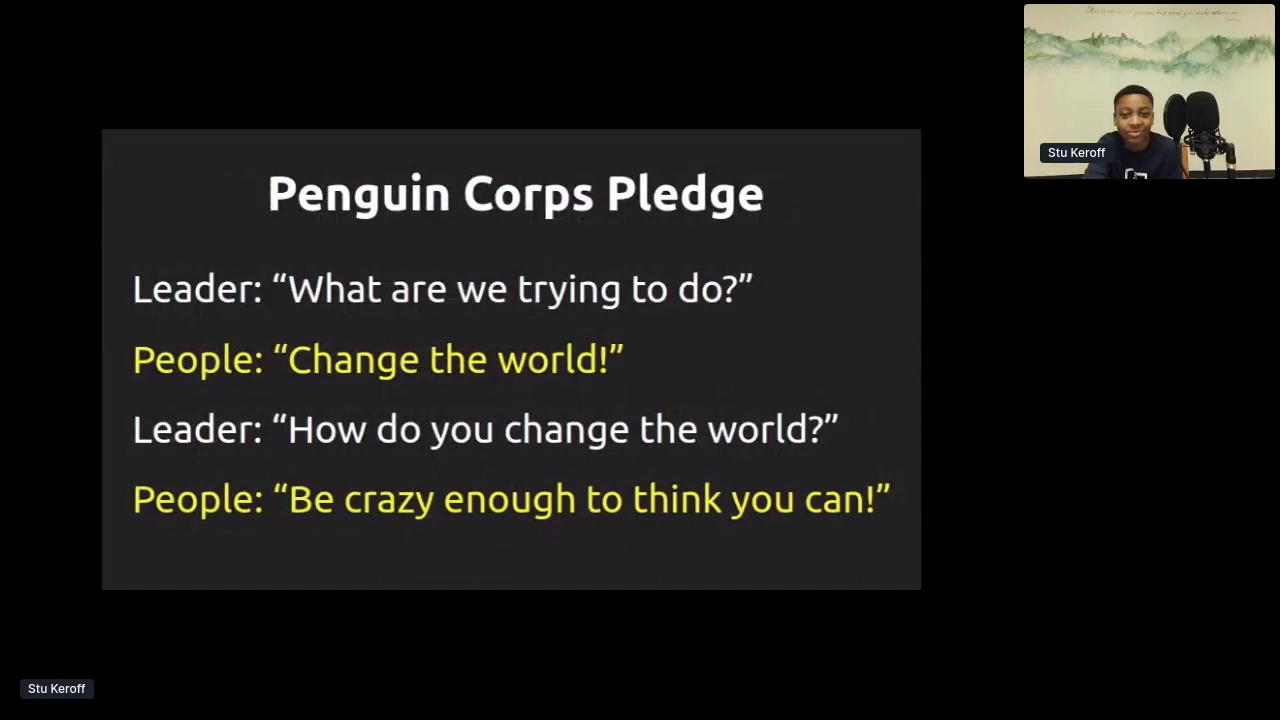 Penguin Corps Pledge
Leader: “What are we trying to do?”
People: “Change the world!”
Leader: “How do you change the world?”
People: “Be crazy enough to think you can!”
Stu Keroff
Stu Keroff